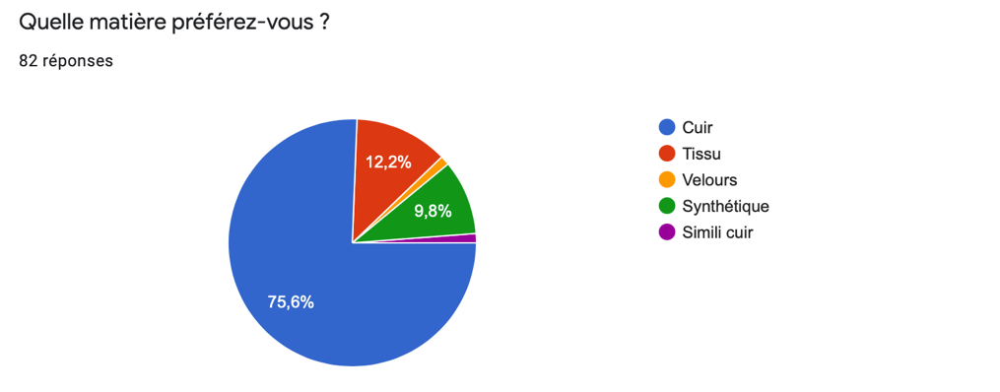 Quelle matière préférez-vous ?
82 réponses
12,2%
9,8%
75,6%
Cuir
Tissu
Velours
Synthétique
Simili cuir